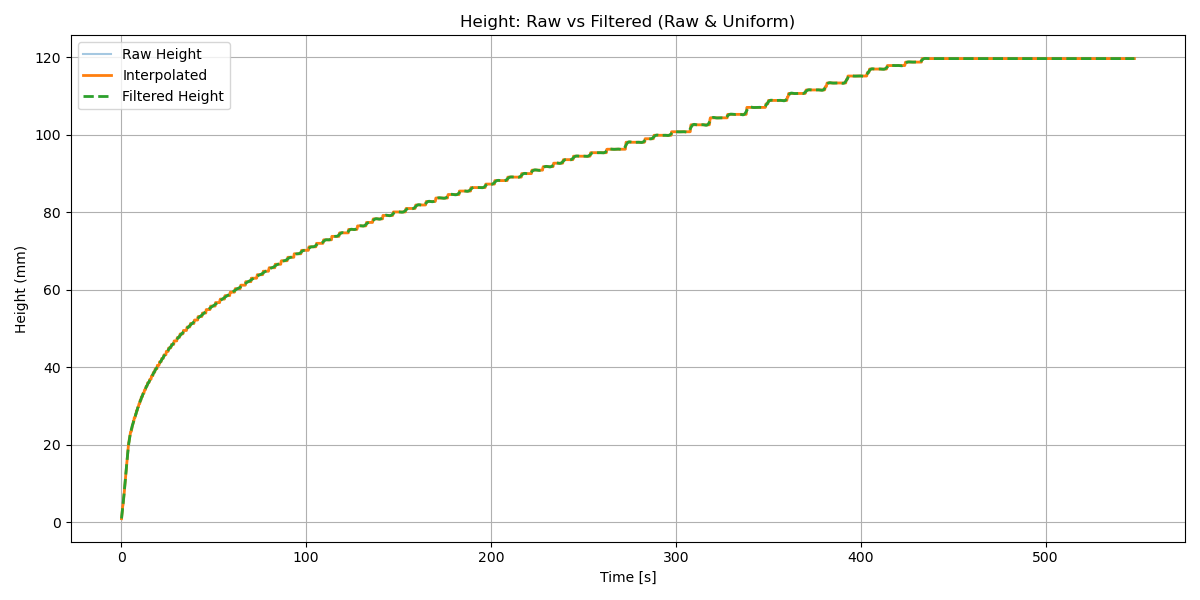 Height: Raw vs Filtered (Raw & Uniform)
Raw Height
Interpolated
Filtered Height
Height (mm)
120
100
80
60
40
20
0
0 100 200 300 400 500
Time [s]